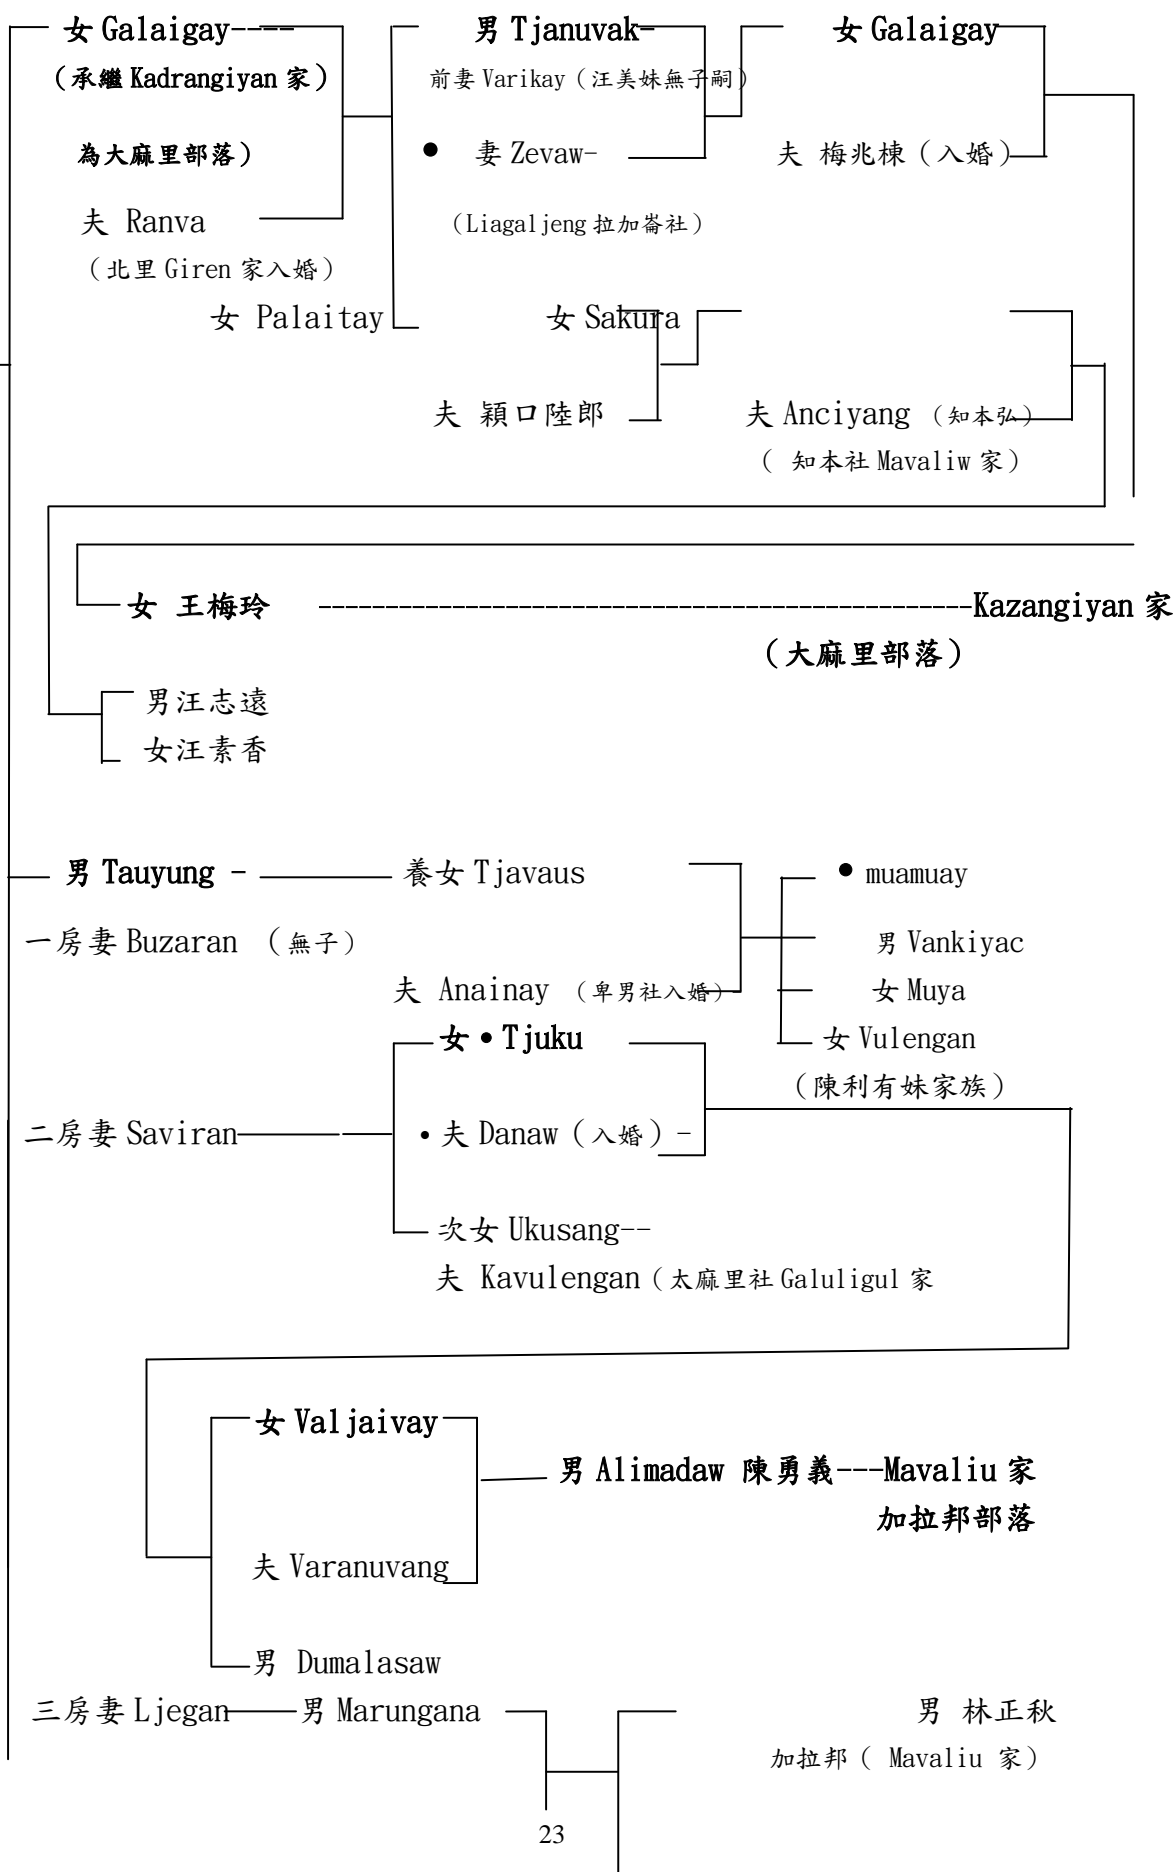 女 Galaigay---- 男 Tjanuvak- 女 Galaigay
（承繼 Kadrangiyan 家） 前妻 Varikay（汪美妹無子嗣）
為大麻里部落） • 妻 Zevaw- 夫 梅兆棟（入婚）
夫 Ranva （Liagaljeng 拉加崙社）
（北里 Giren 家入婚）
女 Palaitay 女 Sakura
夫 穎口陸郎 夫 Anciyang （知本弘）
（ 知本社 Mavaliw 家）
女 王梅玲 -------------------------------------------------Kazangiyan 家
（大麻里部落）
男汪志遠
女汪素香
男 Tauyung - 養女 Tjavaus • muamuay
一房妻 Buzaran （無子） 男 Vankiyac
夫 Anainay （卑男社入婚）- 女 Muya
女 • Tjuku 女 Vulengan
（陳利有妹家族）
二房妻 Saviran • 夫 Danaw（入婚）-
次女 Ukusang--
夫 Kavulengan（太麻里社 Galuligul 家
女 Valjaivay
男 Alimadaw 陳勇義---Mavaliu 家
加拉邦部落
夫 Varanuvang
男 Dumalasaw
三房妻 Ljegan 男 Marungana 男 林正秋
加拉邦（ Mavaliu 家）
23